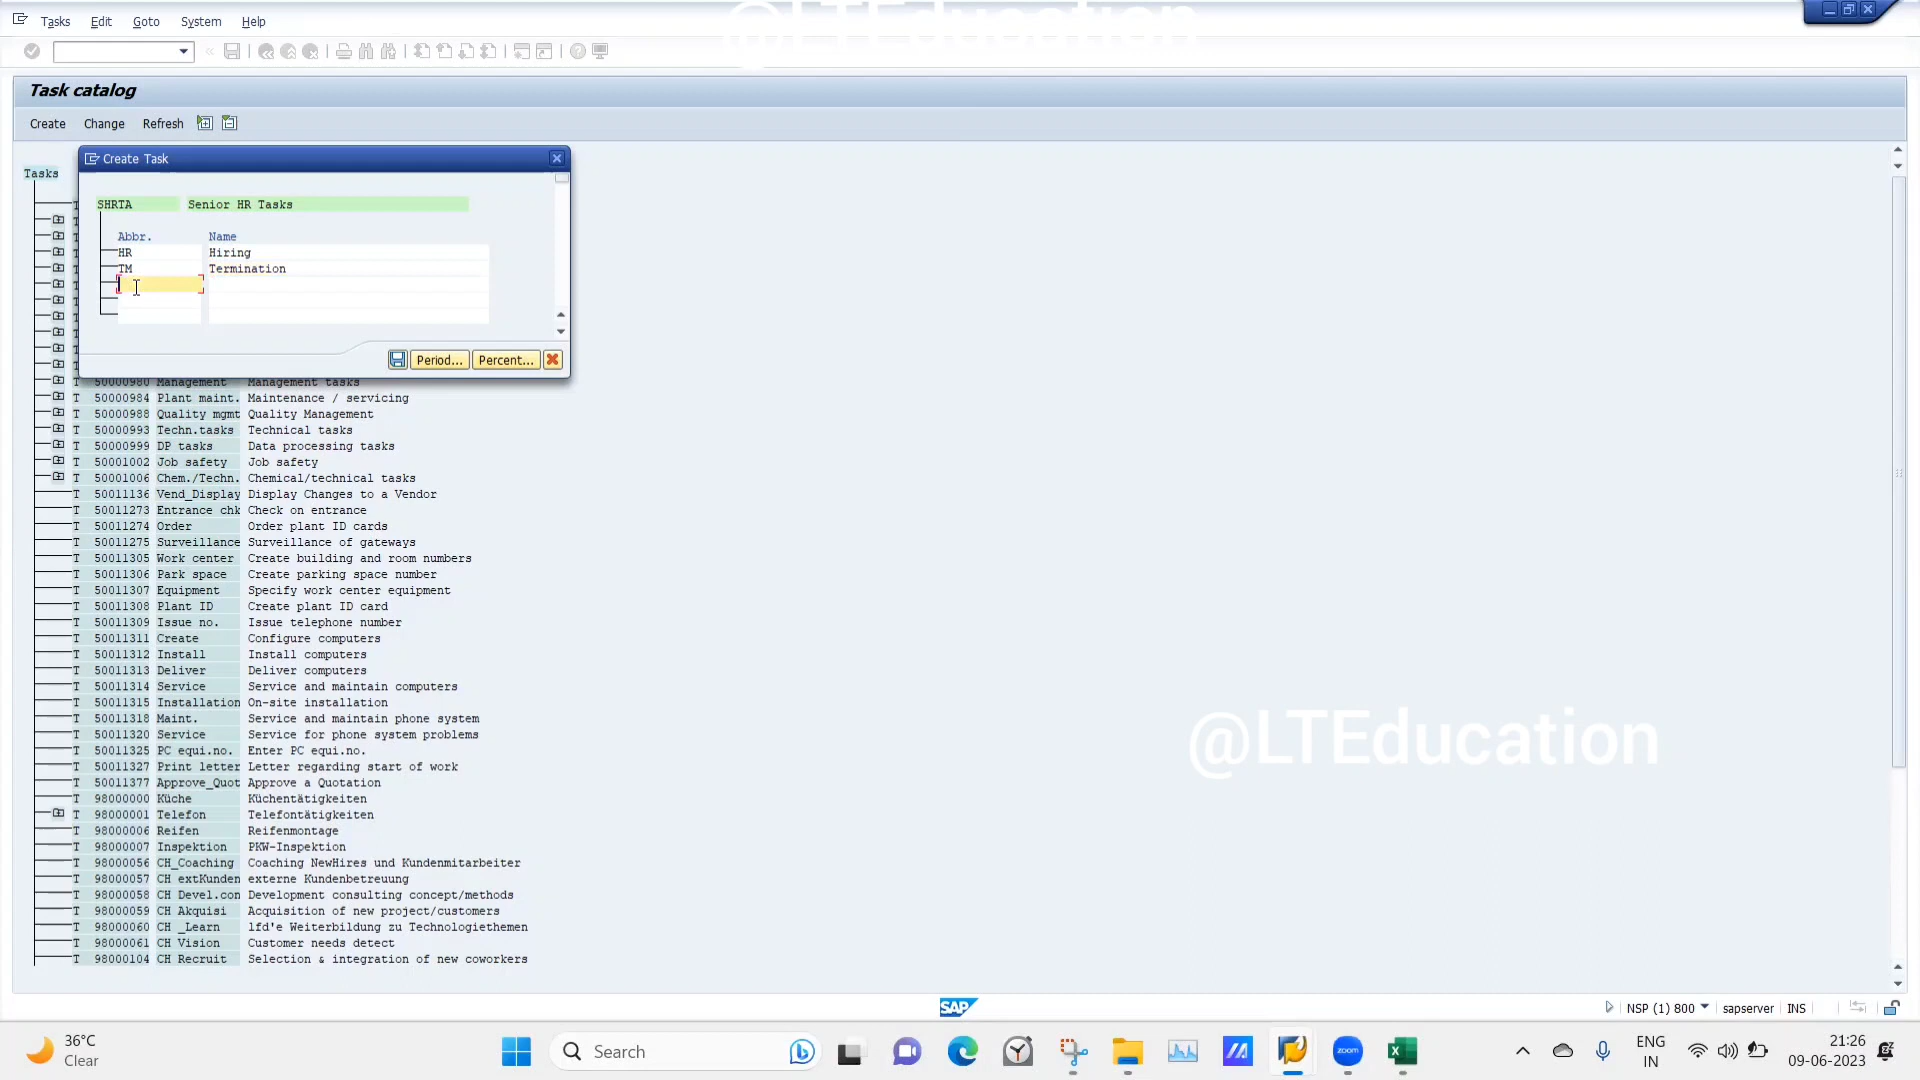 Tasks Edit Goto System Help
@LTEducation
Task catalog
Create Change Refresh
Create Task
Tasks
SHRTA Senior HR Tasks
Abbr. Name
HR Hiring
TM Termination
Period... Percent...
T 50000980 Management Management tasks
T 50000984 Plant maint. Maintenance / servicing
T 50000988 Quality mgmt Quality Management
T 50000993 Techn.tasks Technical tasks
T 50000999 DP tasks Data processing tasks
T 50001002 Job safety Job safety
T 50001006 Chem./Techn. Chemical/technical tasks
T 50011136 Vend_Display Display Changes to a Vendor
T 50011273 Entrance chk Check on entrance
T 50011274 Order Order plant ID cards
T 50011275 Surveillance Surveillance of gateways
T 50011305 Work center Create building and room numbers
T 50011306 Park space Create parking space number
T 50011307 Equipment Specify work center equipment
T 50011308 Plant ID Create plant ID card
T 50011309 Issue no. Issue telephone number
T 50011311 Create Configure computers
T 50011312 Install Install computers
T 50011313 Deliver Deliver computers
T 50011314 Service Service and maintain computers
T 50011315 Installation On-site installation
T 50011318 Maint. Service and maintain phone system
T 50011320 Service Service for phone system problems
T 50011325 PC equi.no. Enter PC equi.no.
T 50011327 Print letter Letter regarding start of work
T 50011377 Approve_Quot Approve a Quotation
T 98000000 Küche Küchentätigkeiten
T 98000001 Telefon Telefontätigkeiten
T 98000006 Reifen Reifenmontage
T 98000007 Inspektion PKW-Inspektion
T 98000056 CH_Coaching Coaching NewHires und Kundenmitarbeiter
T 98000057 CH extKunden externe Kundenbetreuung
T 98000058 CH Devel.con Development consulting concept/methods
T 98000059 CH Akquisi Acquisition of new project/customers
T 98000060 CH _Learn lfd'e Weiterbildung zu Technologiethemen
T 98000061 CH Vision Customer needs detect
T 98000104 CH Recruit Selection & integration of new coworkers
@LTEducation
SAP
NSP (1) 800 sapserver INS
36°C
Clear
Search
zoom
ENG
IN
21:26
09-06-2023